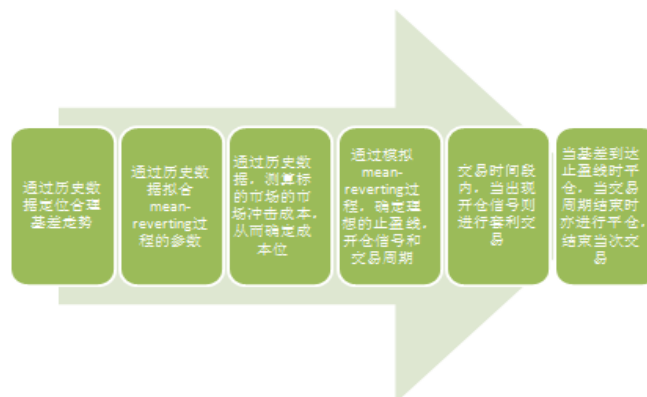 通过历史数
据定位合理
基差走势
通过历史数
据拟合
mean-
reverting过
程的参数
通过历史数
据，测算标
的市场的市
场冲击成本，
从而确定成
本位
通过模拟
mean-
reverting过
程，确定理
想的止盈线，
开仓信号和
交易周期
交易时间段
内，当出现
开仓信号则
进行套利交
易
当基差到达
止盈线时平
仓，当交易
周期结束时
亦进行平仓，
结束当次交
易